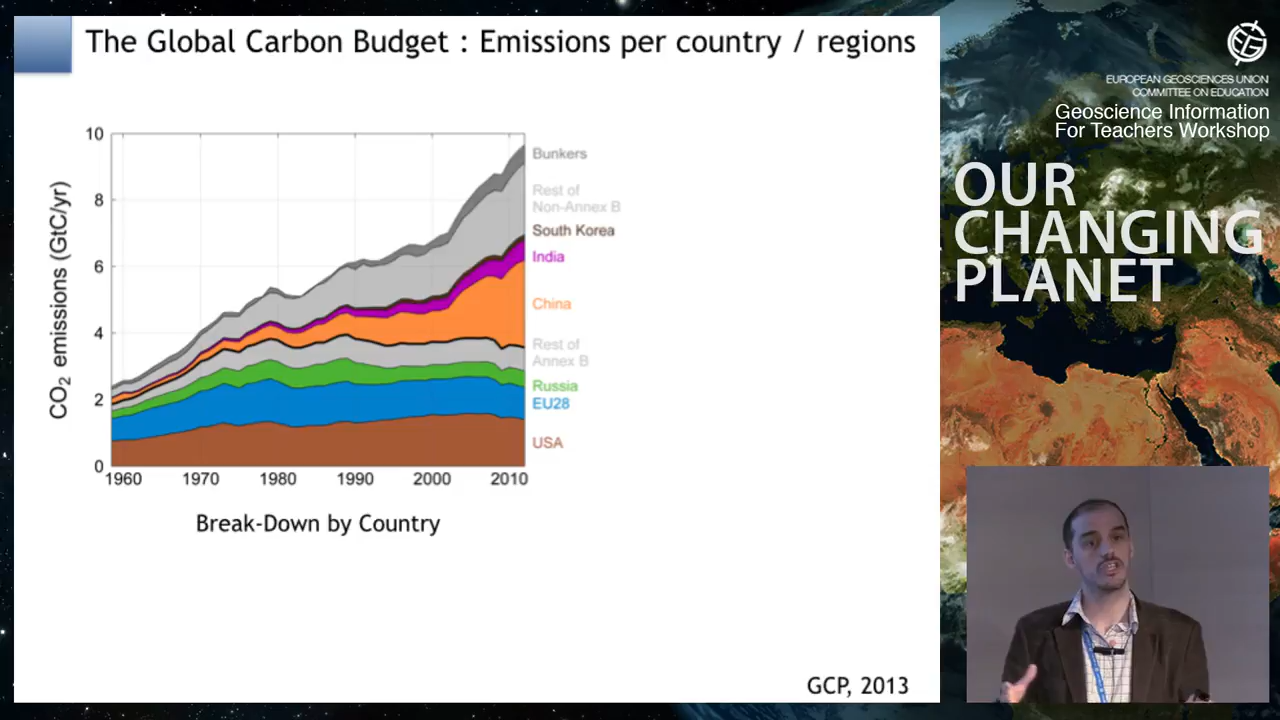 The Global Carbon Budget : Emissions per country / regions
CO2 emissions (GtC/yr)
10
8
6
4
2
0
1960
1970
1980
1990
2000
2010
Bunkers
Rest of
Non-Annex B
South Korea
India
China
Rest of
Annex B
Russia
EU28
USA
Break-Down by Country
GCP, 2013
EUROPEAN GEOSCIENCES UNION
COMMITTEE ON EDUCATION
Geoscience Information
For Teachers Workshop
OUR
CHANGING
PLANET